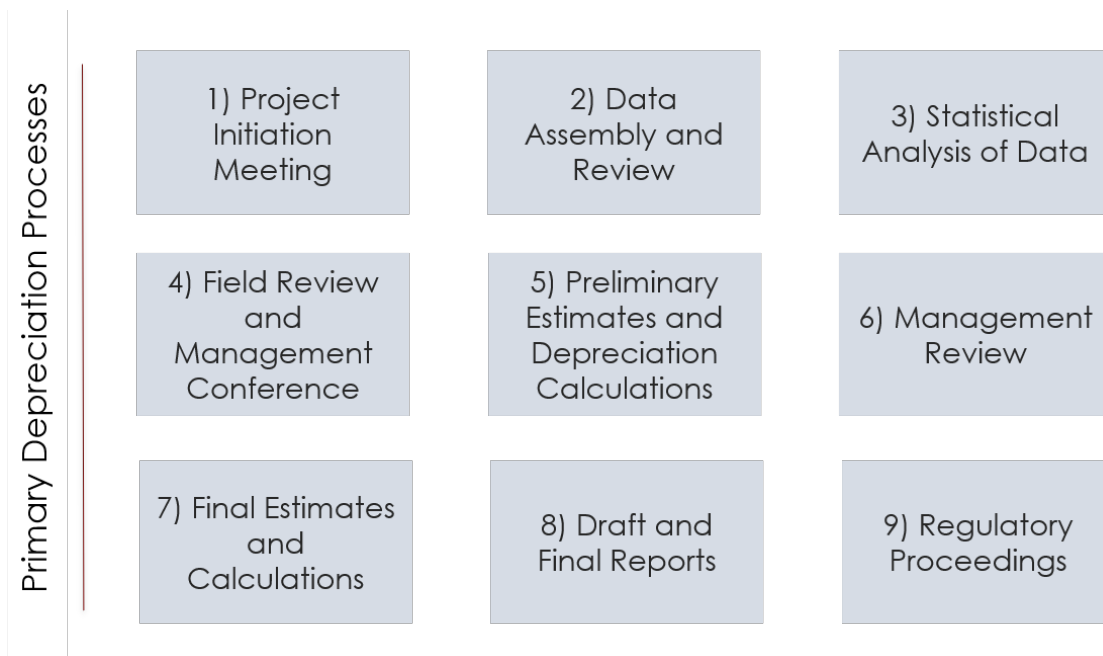 Primary Depreciation Processes
1) Project
Initiation
Meeting
2) Data
Assembly and
Review
3) Statistical
Analysis of Data
4) Field Review
and
Management
Conference
5) Preliminary
Estimates and
Depreciation
Calculations
6) Management
Review
7) Final Estimates
and
Calculations
8) Draft and
Final Reports
9) Regulatory
Proceedings